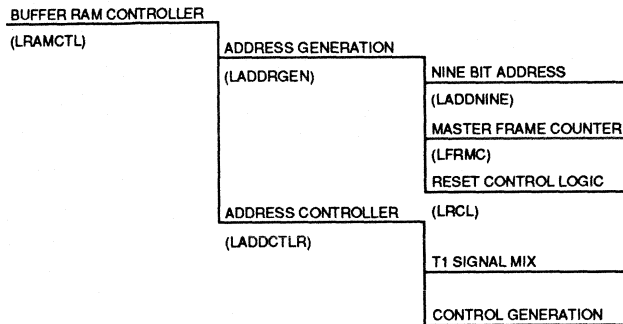 BUFFER RAM CONTROLLER
(LRAMCTL)
ADDRESS GENERATION
(LADDRGEN)
NINE BIT ADDRESS
(LADDNINE)
MASTER FRAME COUNTER
(LFRMC)
RESET CONTROL LOGIC
(LRCL)
ADDRESS CONTROLLER
(LADDCTLR)
T1 SIGNAL MIX
CONTROL GENERATION